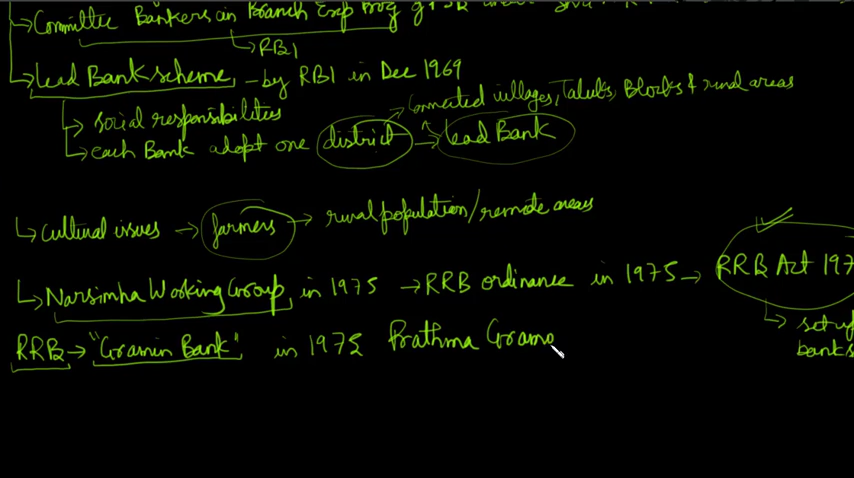 Committee Bankers in Branch Exp Prog
RBI
Lead Bank scheme - by RBI in Dec 1969
Connected villages, Taluks, Blocks & rural areas
social responsibilities
each Bank adopt one district → lead Bank
cultural issues → farmers → rural population/remote areas
Narsimha Working Group in 1975 → RRB ordinance in 1975 → RRB Act 197
set up
banks
RRB → "Gramin Bank" in 1975 Prathma Grama